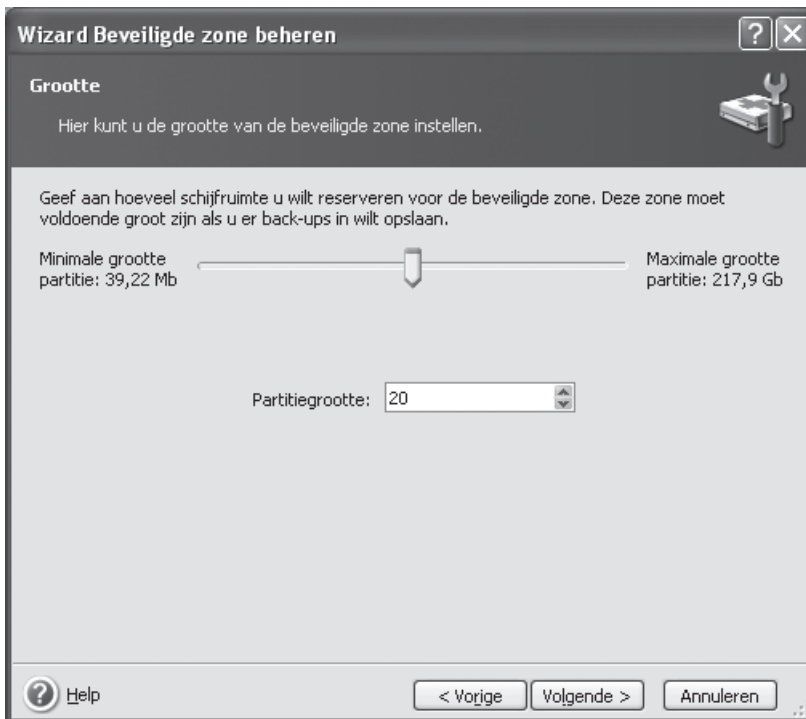 Wizard Beveiligde zone beheren
Grootte
Hier kunt u de grootte van de beveiligde zone instellen.
Geef aan hoeveel schijfruimte u wilt reserveren voor de beveiligde zone. Deze zone moet
voldoende groot zijn als u er back-ups in wilt opslaan.
Minimale grootte
partitie: 39,22 Mb
Maximale grootte
partitie: 217,9 Gb
Partitiegrootte: 20
Help
< Vorige
Volgende >
Annuleren